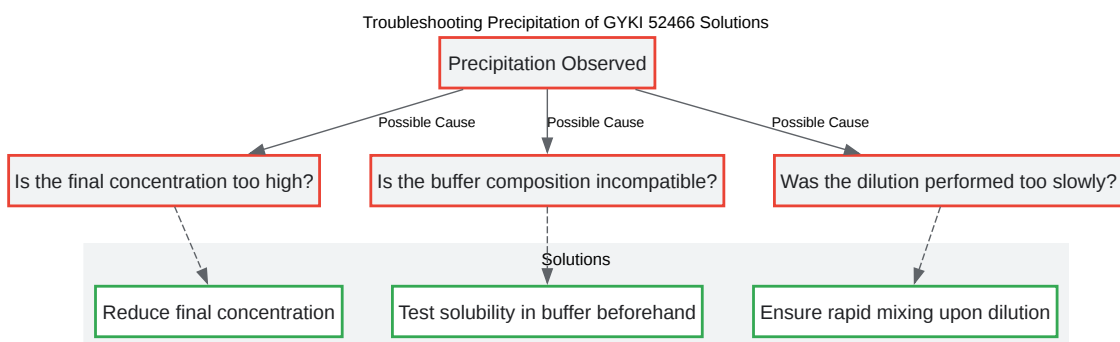 Troubleshooting Precipitation of GYKI 52466 Solutions
Precipitation Observed
Possible Cause
Possible Cause
Possible Cause
Is the final concentration too high?
Is the buffer composition incompatible?
Was the dilution performed too slowly?
Solutions
Reduce final concentration
Test solubility in buffer beforehand
Ensure rapid mixing upon dilution